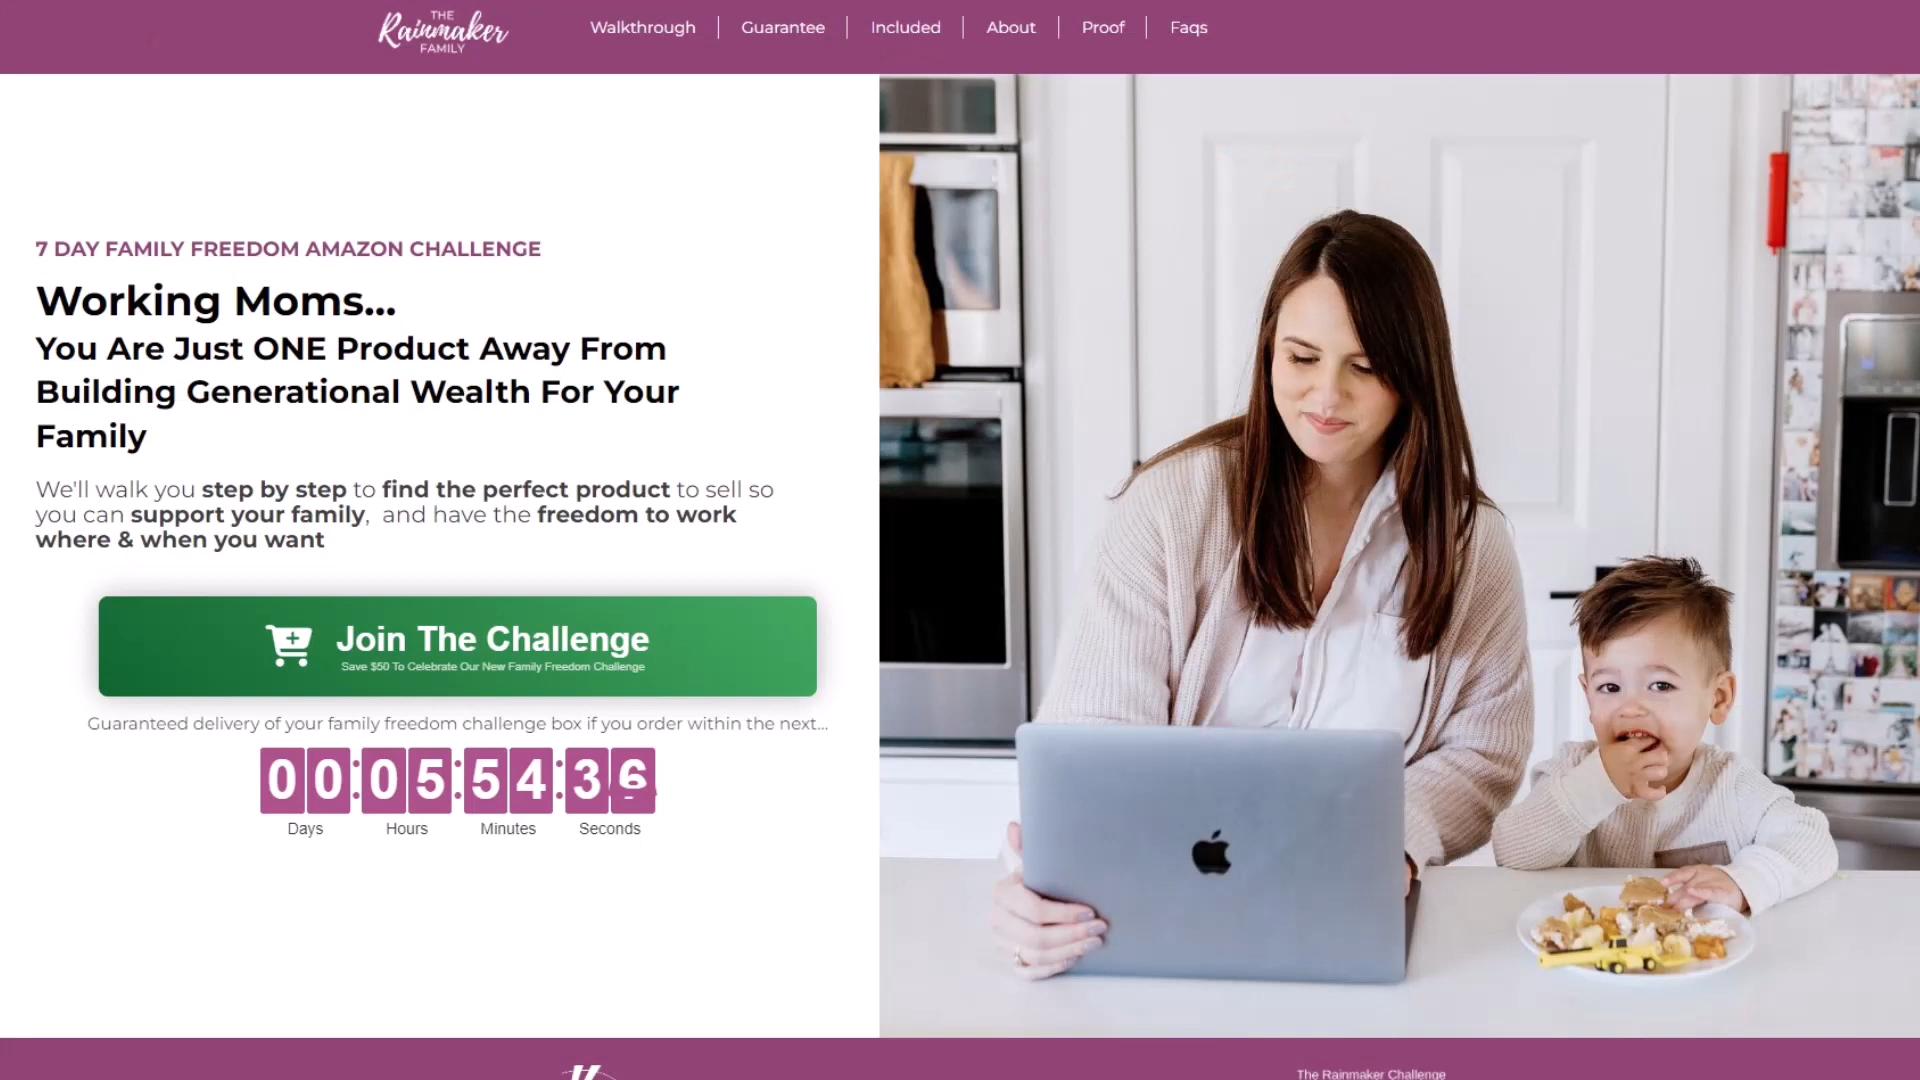 THE
Rainmaker
FAMILY
Walkthrough
Guarantee
Included
About
Proof
Faqs
7 DAY FAMILY FREEDOM AMAZON CHALLENGE
Working Moms...
You Are Just ONE Product Away From
Building Generational Wealth For Your
Family
We'll walk you step by step to find the perfect product to sell so
you can support your family, and have the freedom to work
where & when you want
Join The Challenge
Save $50 To Celebrate Our New Family Freedom Challenge
Guaranteed delivery of your family freedom challenge box if you order within the next...
00:05:54:36
Days Hours Minutes Seconds
The Rainmaker Challenge